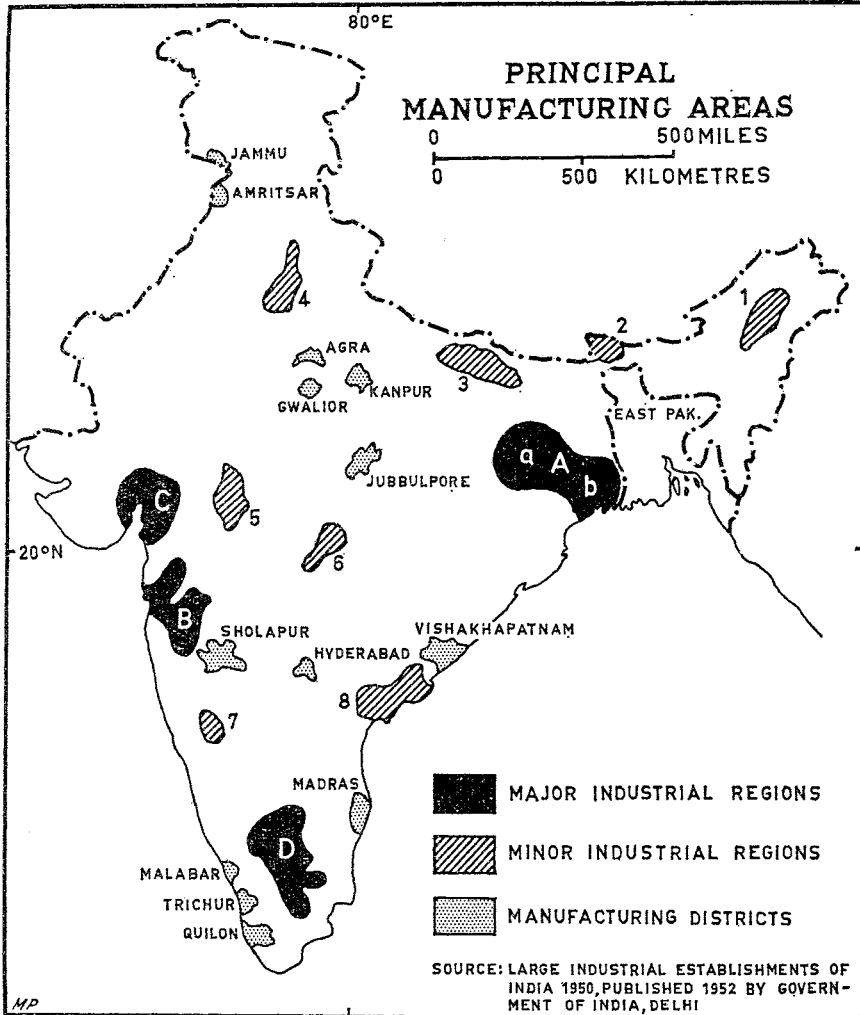 80°E
PRINCIPAL
MANUFACTURING AREAS
0 500 MILES
0 500 KILOMETRES
JAMMU
AMRITSAR
4
1
2
AGRA
3
KANPUR
GWALIOR
EAST PAK.
a A b
JUBBULPORE
C
5
20°N
6
B
SHOLAPUR
VISHAKHAPATNAM
HYDERABAD
8
7
MADRAS
MAJOR INDUSTRIAL REGIONS
D
MINOR INDUSTRIAL REGIONS
MALABAR
TRICHUR
MANUFACTURING DISTRICTS
QUILON
SOURCE: LARGE INDUSTRIAL ESTABLISHMENTS OF
INDIA 1950, PUBLISHED 1952 BY GOVERN-
MENT OF INDIA, DELHI
MP